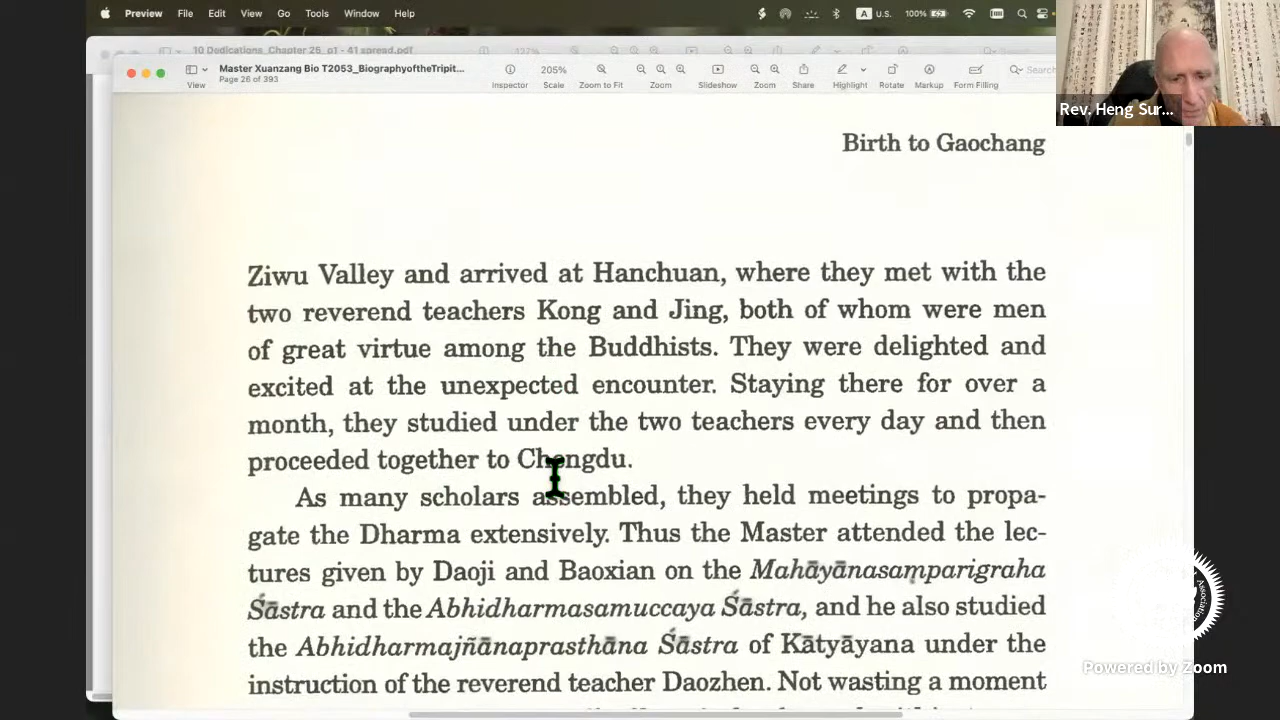 Preview File Edit View Go Tools Window Help
A U.S. 100%
10 Dedications_Chapter 26_p1 - 41 spread.pdf
Master Xuanzang Bio T2053_BiographyoftheTripit...
Page 26 of 393
205%
Search
View Inspector Scale Zoom to Fit Zoom Slideshow Zoom Share Highlight Rotate Markup Form Filling
Rev. Heng Sur...
Birth to Gaochang
Ziwu Valley and arrived at Hanchuan, where they met with the
two reverend teachers Kong and Jing, both of whom were men
of great virtue among the Buddhists. They were delighted and
excited at the unexpected encounter. Staying there for over a
month, they studied under the two teachers every day and then
proceeded together to Chengdu.
As many scholars assembled, they held meetings to propa-
gate the Dharma extensively. Thus the Master attended the lec-
tures given by Daoji and Baoxian on the Mahāyānasaṃparigraha
Śāstra and the Abhidharmasamuccaya Śāstra, and he also studied
the Abhidharmajñānaprasthāna Śāstra of Kātyāyana under the
instruction of the reverend teacher Daozhen. Not wasting a moment
Association
Powered by Zoom